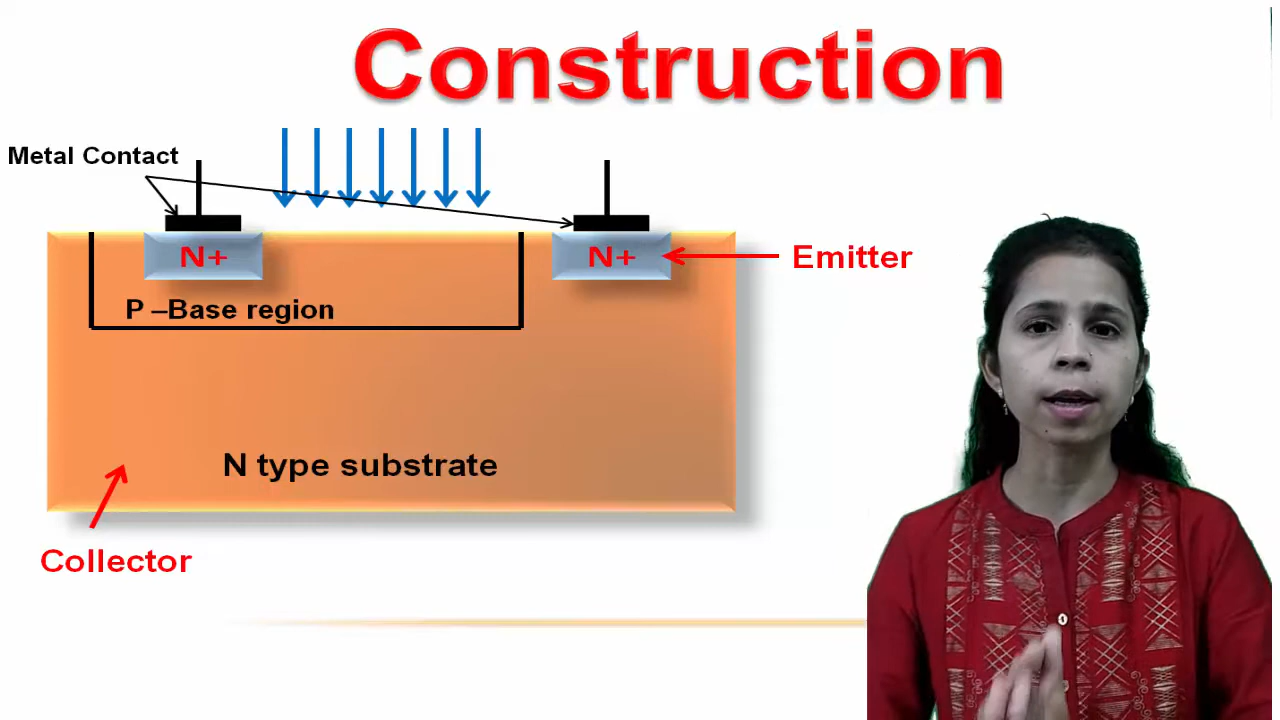 Construction
Metal Contact
N+
N+
Emitter
P –Base region
N type substrate
Collector